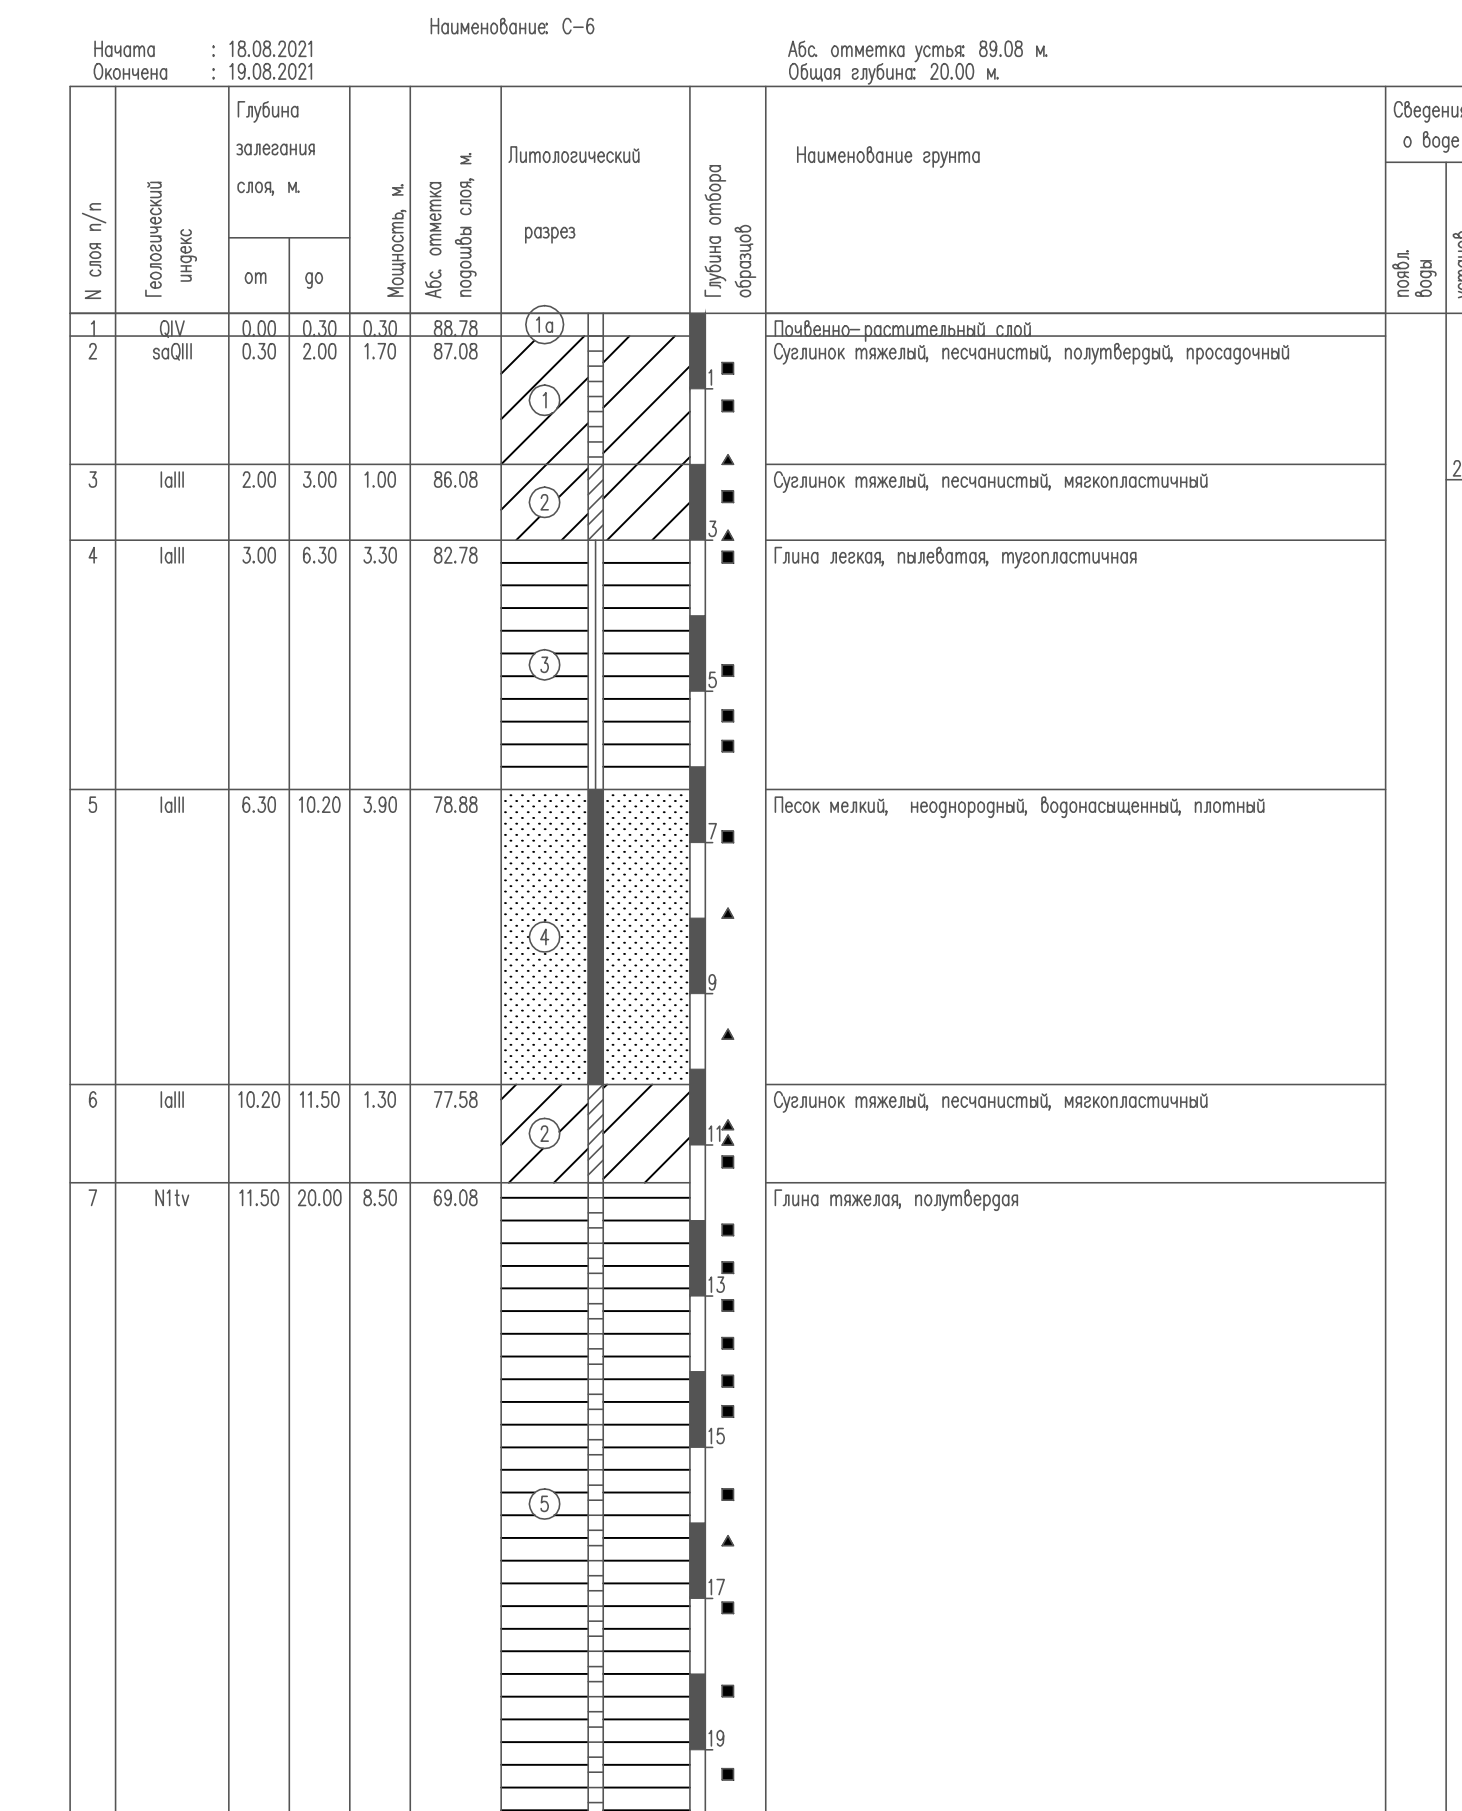 Наименование: С-6
Начата : 18.08.2021
Окончена : 19.08.2021
Абс. отметка устья: 89.08 м.
Общая глубина: 20.00 м.
N слоя п/п
Геологический
индекс
Глубина
залегания
слоя, м.
от
до
Мощность, м.
Абс. отметка
подошвы слоя, м.
Литологический
разрез
Глубина отбора
образцов
Наименование грунта
Сведения
о воде
появл.
воды
1 QIV 0.00 0.30 0.30 88.78 1а Почвенно-растительный слой
2 saQIII 0.30 2.00 1.70 87.08 Суглинок тяжелый, песчанистый, полутвердый, просадочный
1
1
2
3 laIII 2.00 3.00 1.00 86.08 Суглинок тяжелый, песчанистый, мягкопластичный
2
3
4 laIII 3.00 6.30 3.30 82.78 Глина легкая, пылеватая, тугопластичная
3
5
5 laIII 6.30 10.20 3.90 78.88 Песок мелкий, неоднородный, водонасыщенный, плотный
7
4
9
6 laIII 10.20 11.50 1.30 77.58 Суглинок тяжелый, песчанистый, мягкопластичный
2
11
7 N1tv 11.50 20.00 8.50 69.08 Глина тяжелая, полутвердая
13
15
5
17
19